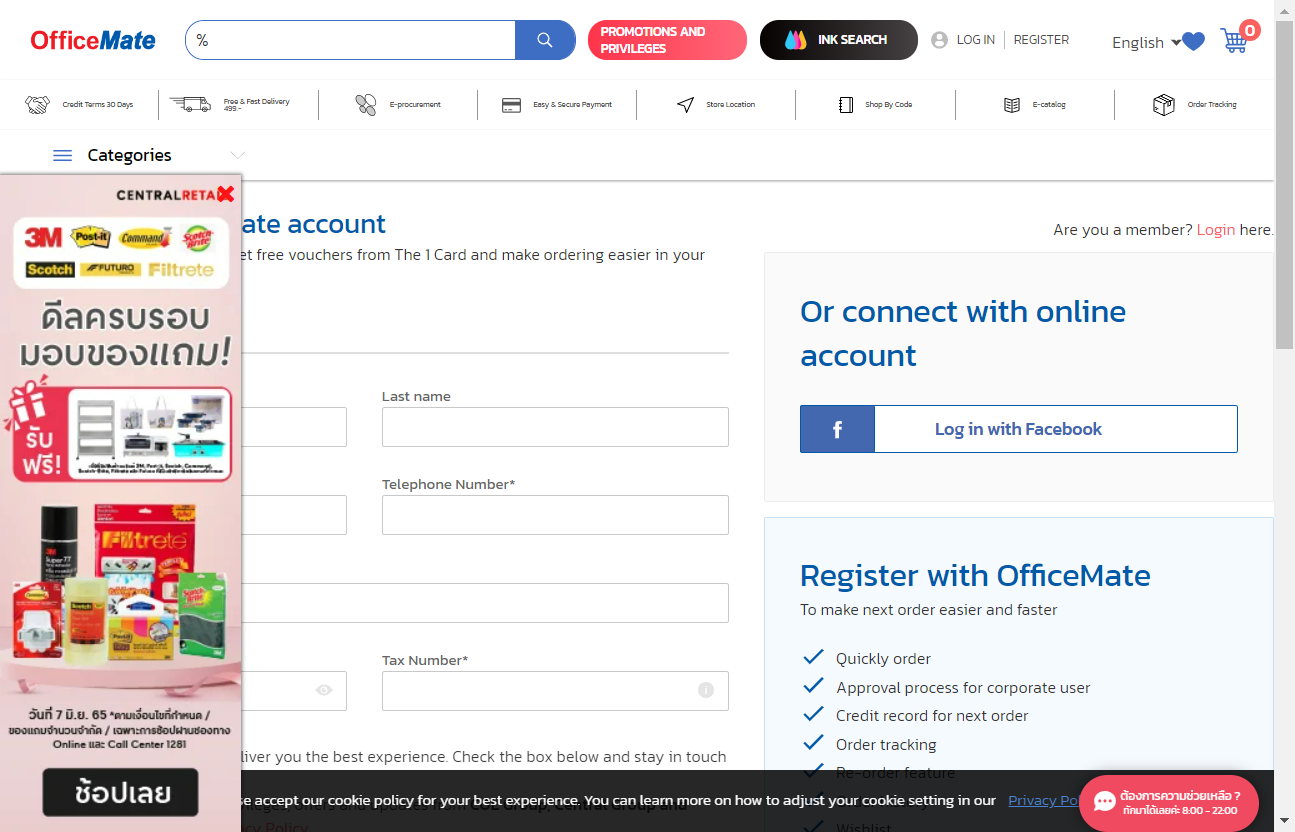 OfficeMate
%
PROMOTIONS AND
PRIVILEGES
INK SEARCH
LOG IN
REGISTER
English
0
Credit Terms 30 Days
Free & Fast Delivery
499.-
E-procurement
Easy & Secure Payment
Store Location
Shop By Code
E-catalog
Order Tracking
Categories
CENTRALRETA
3M Post-it Command Scotch Brite
Scotch FUTURO Filtrete
ดีลครบรอบ
มอบของแถม!
รับ
ฟรี!
Filtrete
3M
Super 77
Command
Scotch
Post-it
Scotch Brite
วันที่ 7 มิ.ย. 65 *ตามเงื่อนไขที่กำหนด /
ของแถมจำนวนจำกัด / เฉพาะการช้อปผ่านช่องทาง
Online และ Call Center 1281
ช้อปเลย
ate account
et free vouchers from The 1 Card and make ordering easier in your
Last name
Telephone Number*
Tax Number*
liver you the best experience. Check the box below and stay in touch
Are you a member? Login here.
Or connect with online
account
f
Log in with Facebook
Register with OfficeMate
To make next order easier and faster
Quickly order
Approval process for corporate user
Credit record for next order
Order tracking
Re-order feature
Wishlist
se accept our cookie policy for your best experience. You can learn more on how to adjust your cookie setting in our Privacy Po
cy Policy
ต้องการความช่วยเหลือ ?
ทักมาได้เลยค่ะ 8:00 - 22:00